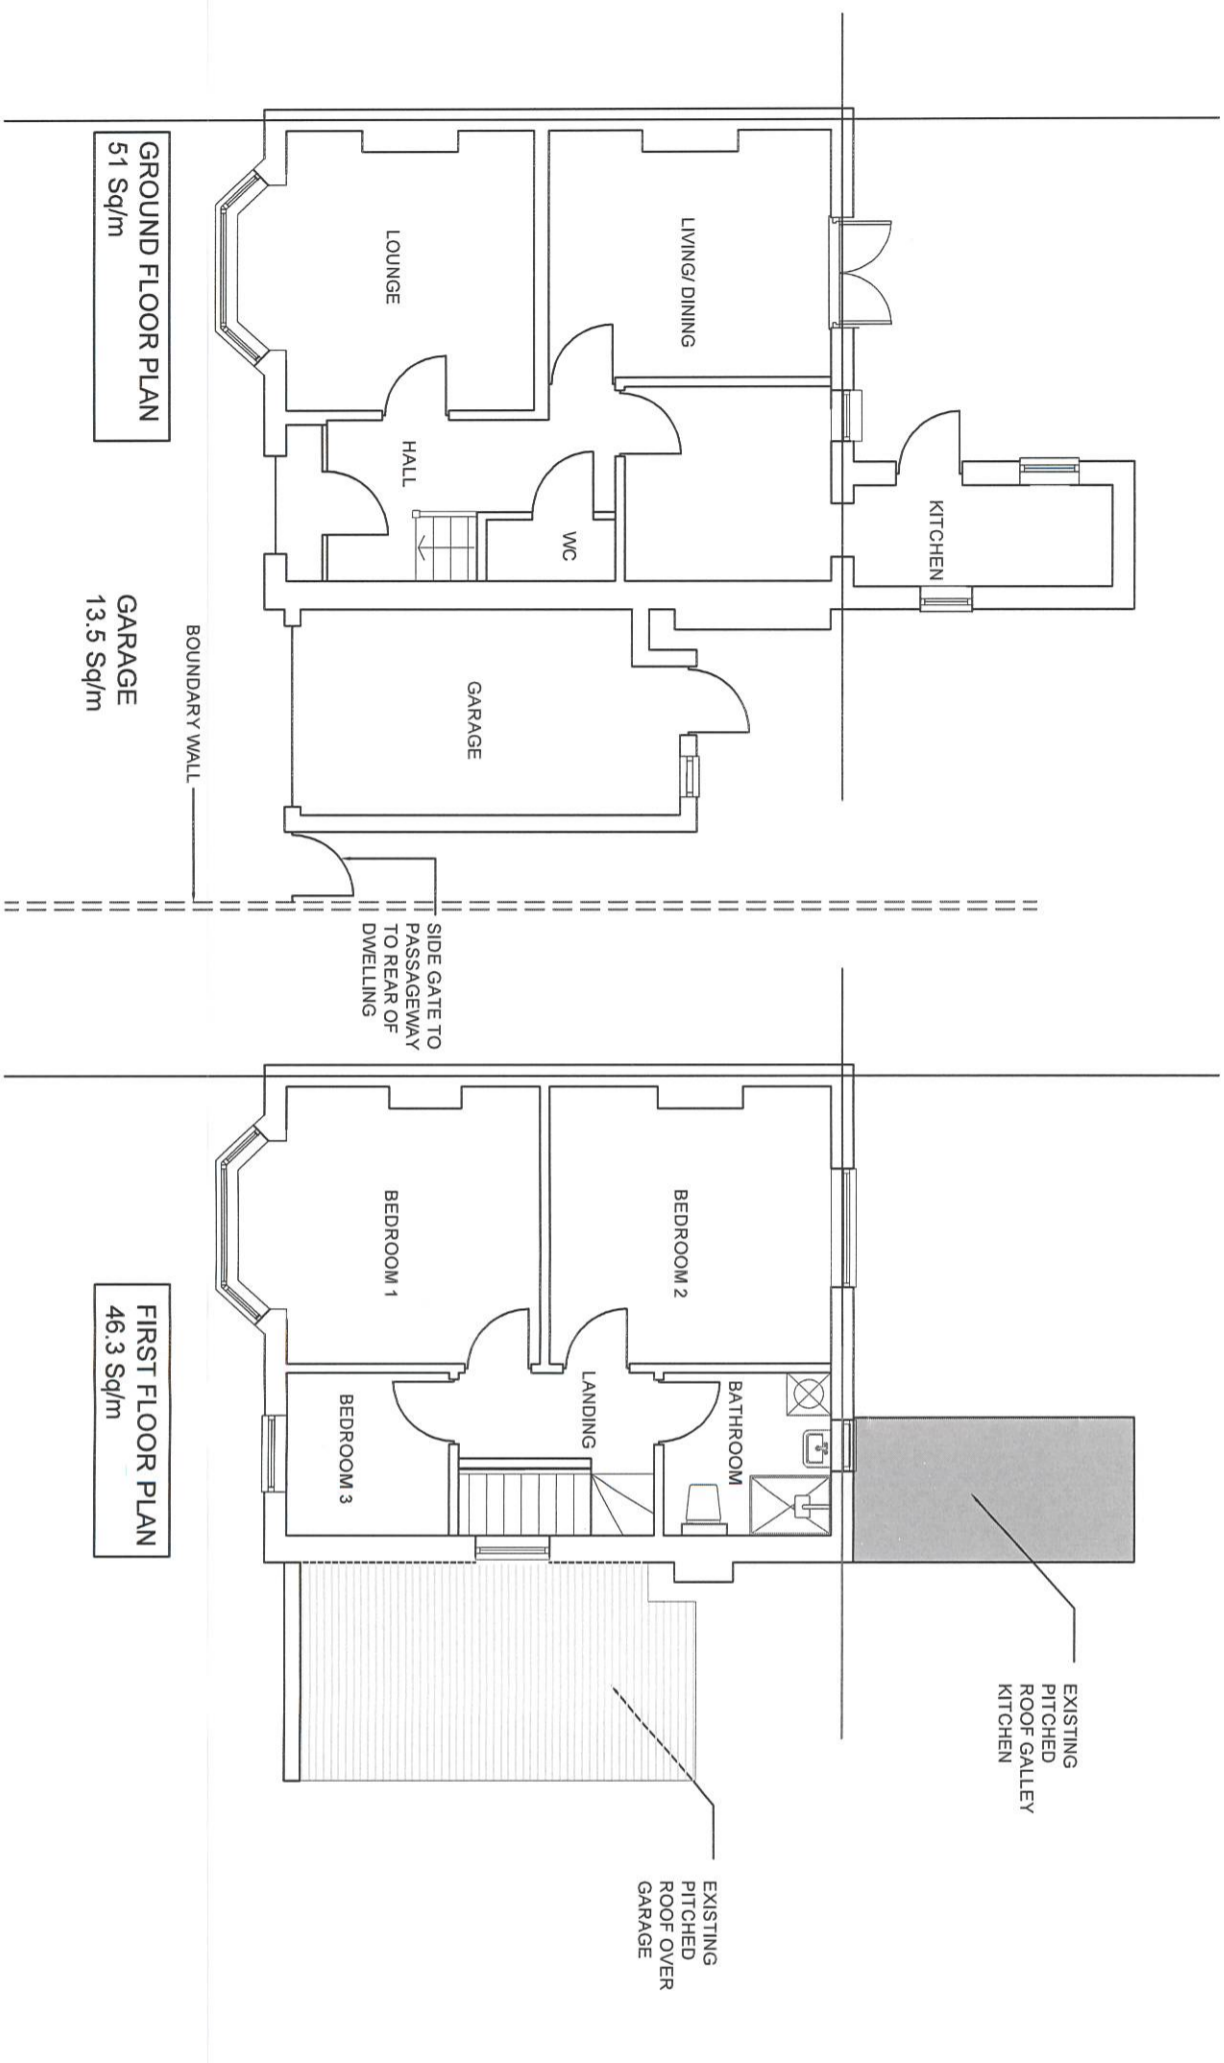 EXISTING
PITCHED
ROOF GALLEY
KITCHEN
KITCHEN
LIVING/ DINING
WC
LOUNGE
HALL
GARAGE
SIDE GATE TO
PASSAGEWAY
TO REAR OF
DWELLING
BOUNDARY WALL
GARAGE
13.5 Sq/m
GROUND FLOOR PLAN
51 Sq/m
BATHROOM
BEDROOM 2
LANDING
BEDROOM 1
BEDROOM 3
EXISTING
PITCHED
ROOF OVER
GARAGE
FIRST FLOOR PLAN
46.3 Sq/m